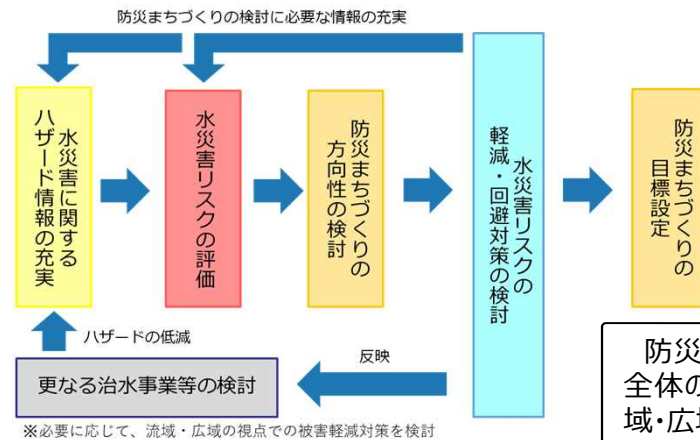 防災まちづくりの検討に必要な情報の充実
水災害に関する
ハザード情報の充実
水災害リスクの評価
防災まちづくりの
方向性の検討
水災害リスクの
軽減・回避対策の検討
防災まちづくりの
目標設定
ハザードの低減
反映
更なる治水事業等の検討
※必要に応じて、流域・広域の視点での被害軽減対策を検討
防災
全体の
域・広域